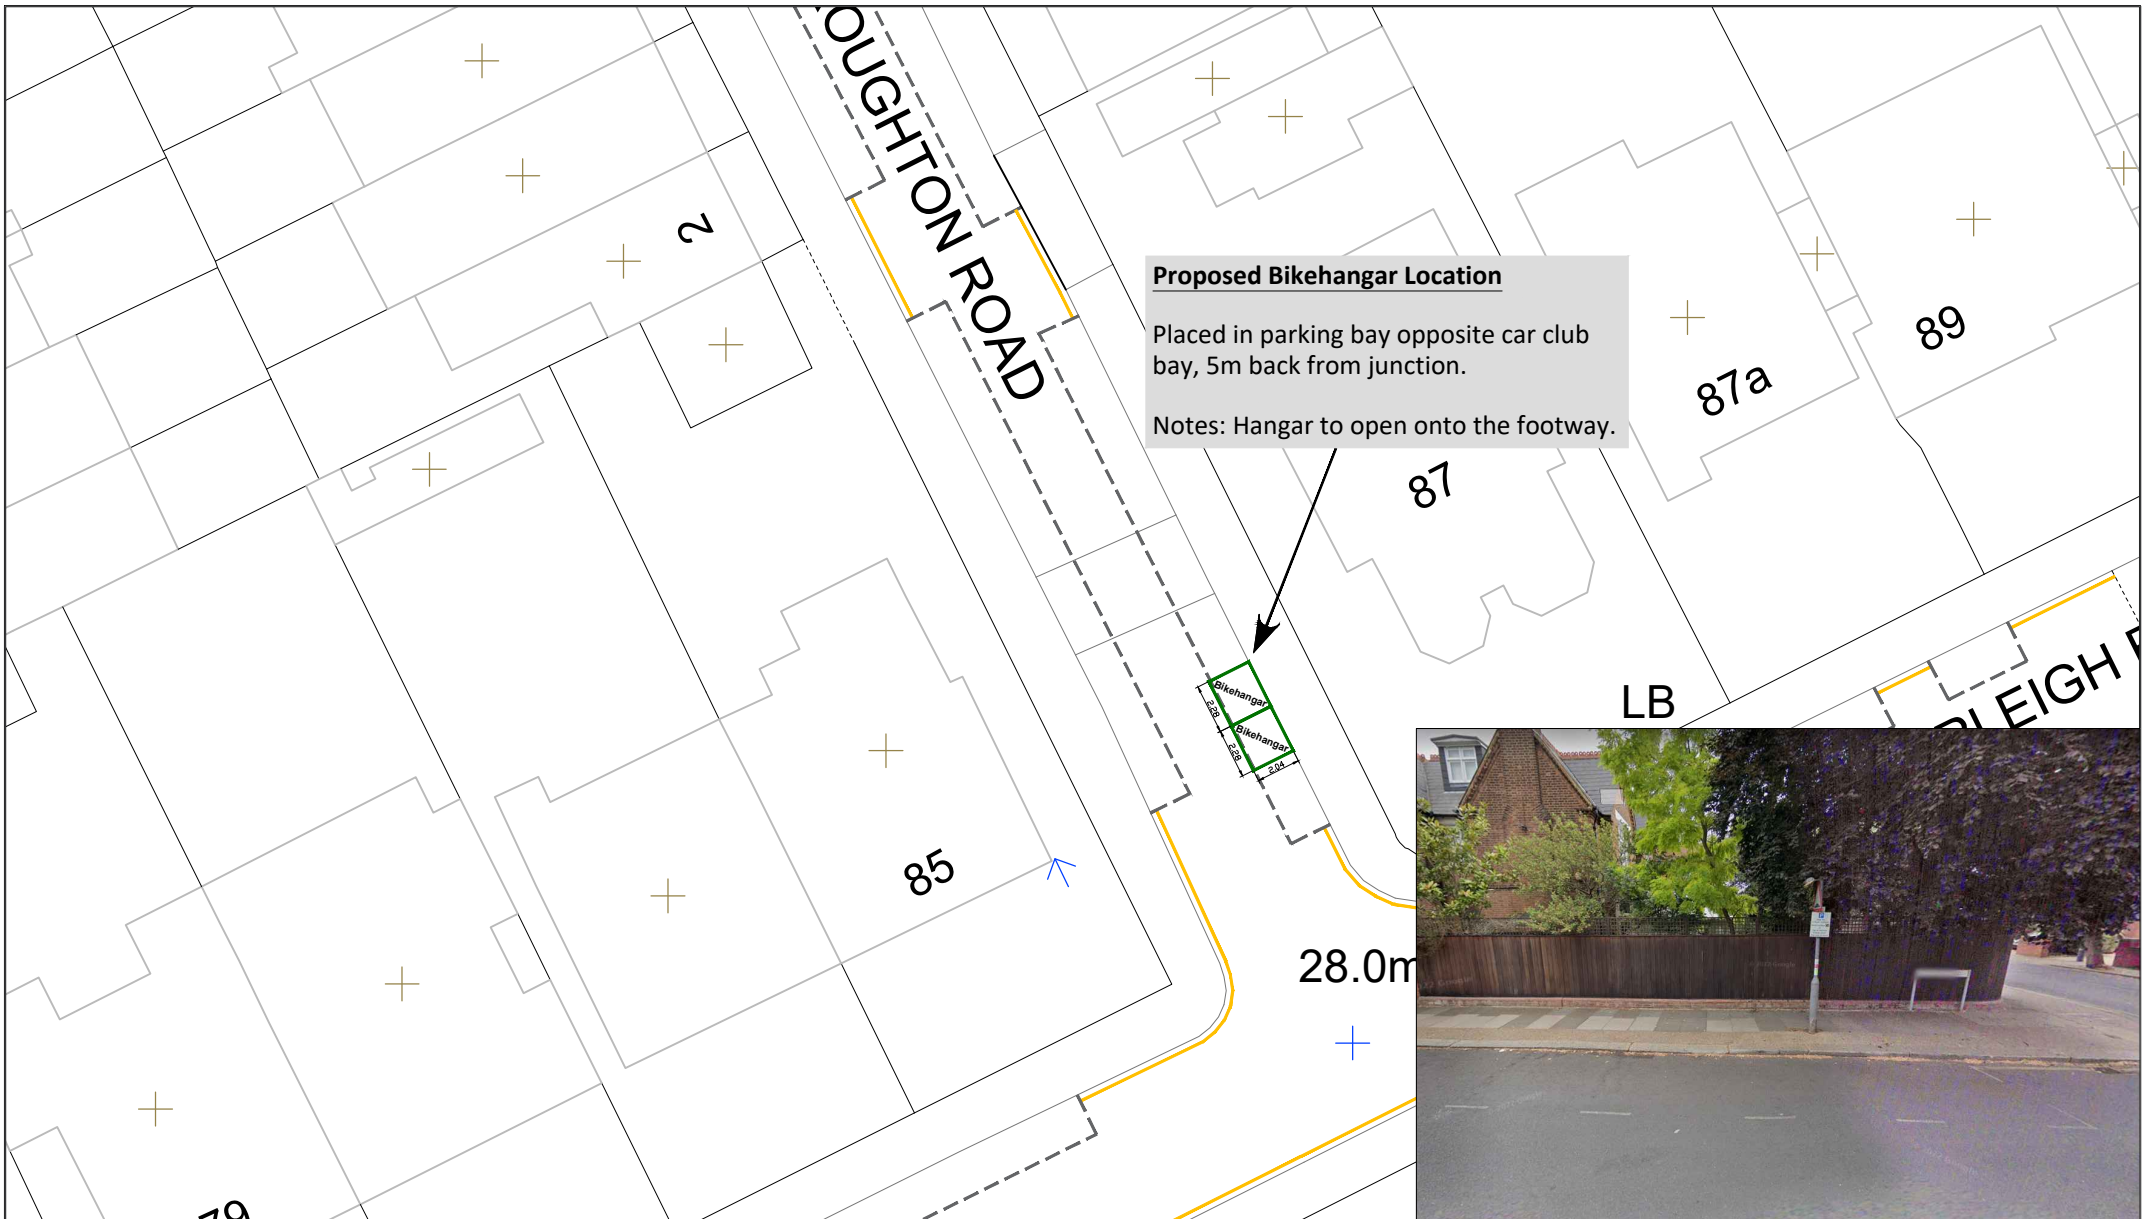 OUGHTON ROAD
2
Proposed Bikehangar Location
Placed in parking bay opposite car club
bay, 5m back from junction.
Notes: Hangar to open onto the footway.
89
87a
87
LB
LEIGH
Bikehangar
Bikehangar
2.28
2.28
2.04
85
28.0m
79